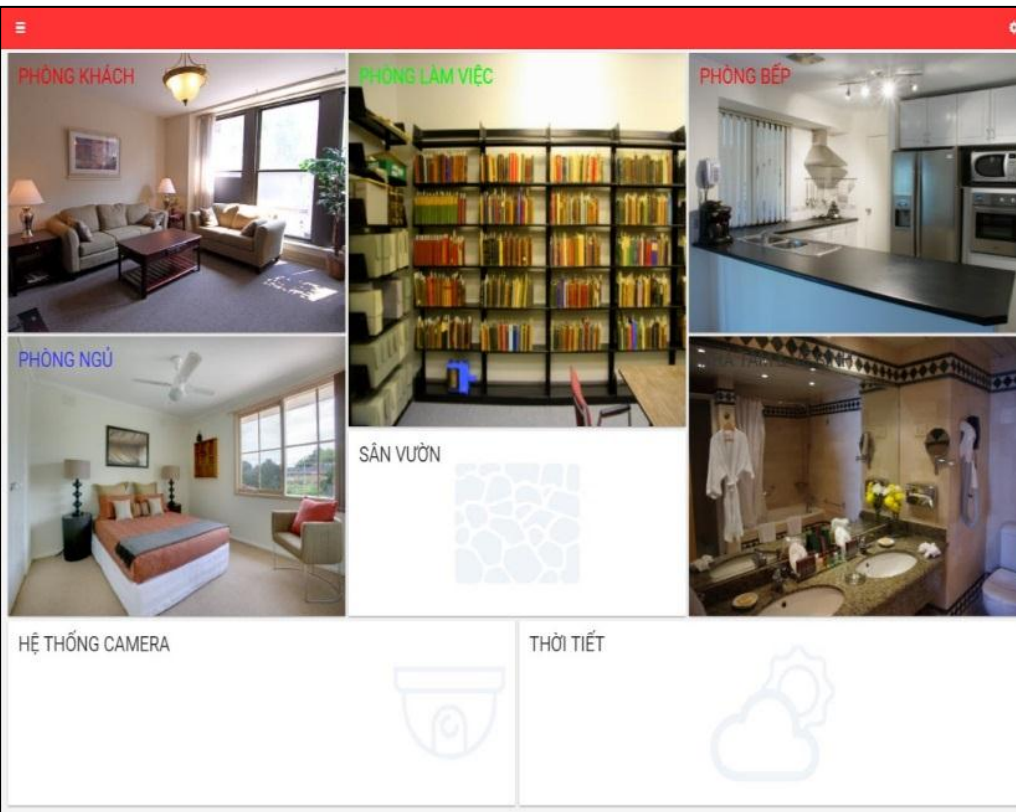 PHÒNG KHÁCH
PHÒNG LÀM VIỆC
PHÒNG BẾP
PHÒNG NGỦ
SÂN VƯỜN
HỆ THỐNG CAMERA
THỜI TIẾT